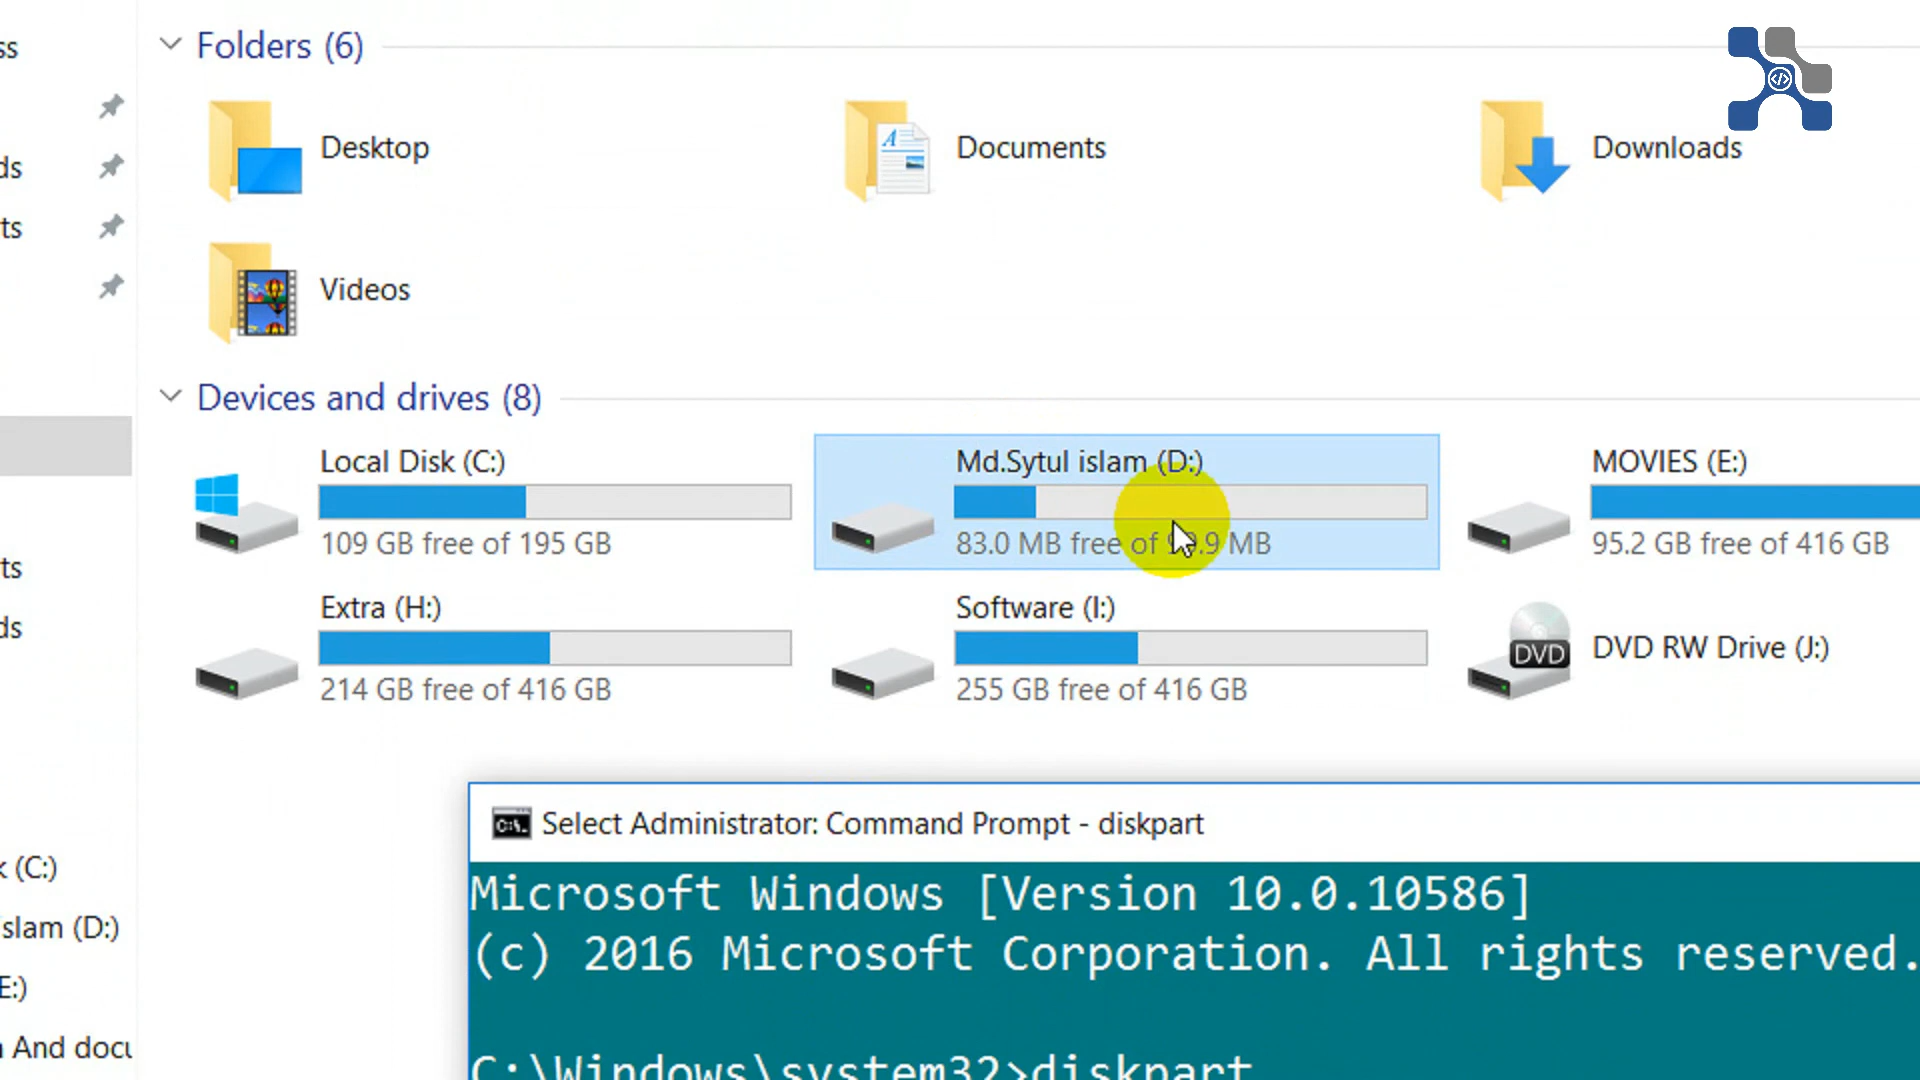 ss
Folders (6)
ds
ts
Desktop
Documents
Downloads
Videos
Devices and drives (8)
Local Disk (C:)
109 GB free of 195 GB
Md.Sytul islam (D:)
83.0 MB free of 99.9 MB
MOVIES (E:)
95.2 GB free of 416 GB
Extra (H:)
214 GB free of 416 GB
Software (I:)
255 GB free of 416 GB
DVD
DVD RW Drive (J:)
ts
ds
k (C:)
slam (D:)
E:)
And docu
Select Administrator: Command Prompt - diskpart
Microsoft Windows [Version 10.0.10586]
(c) 2016 Microsoft Corporation. All rights reserved.
C:\Windows\system32>diskpart